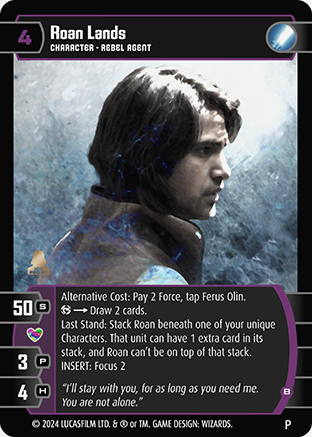 4
Roan Lands
CHARACTER - REBEL AGENT
50 S
Alternative Cost: Pay 2 Force, tap Ferus Olin.
→ Draw 2 cards.
Last Stand: Stack Roan beneath one of your unique
Characters. That unit can have 1 extra card in its
stack, and Roan can't be on top of that stack.
INSERT: Focus 2
3 P
4 H
"I'll stay with you, for as long as you need me.
You are not alone."
B
© 2024 LUCASFILM LTD. & ® or TM. GAME DESIGN: WIZARDS.
P